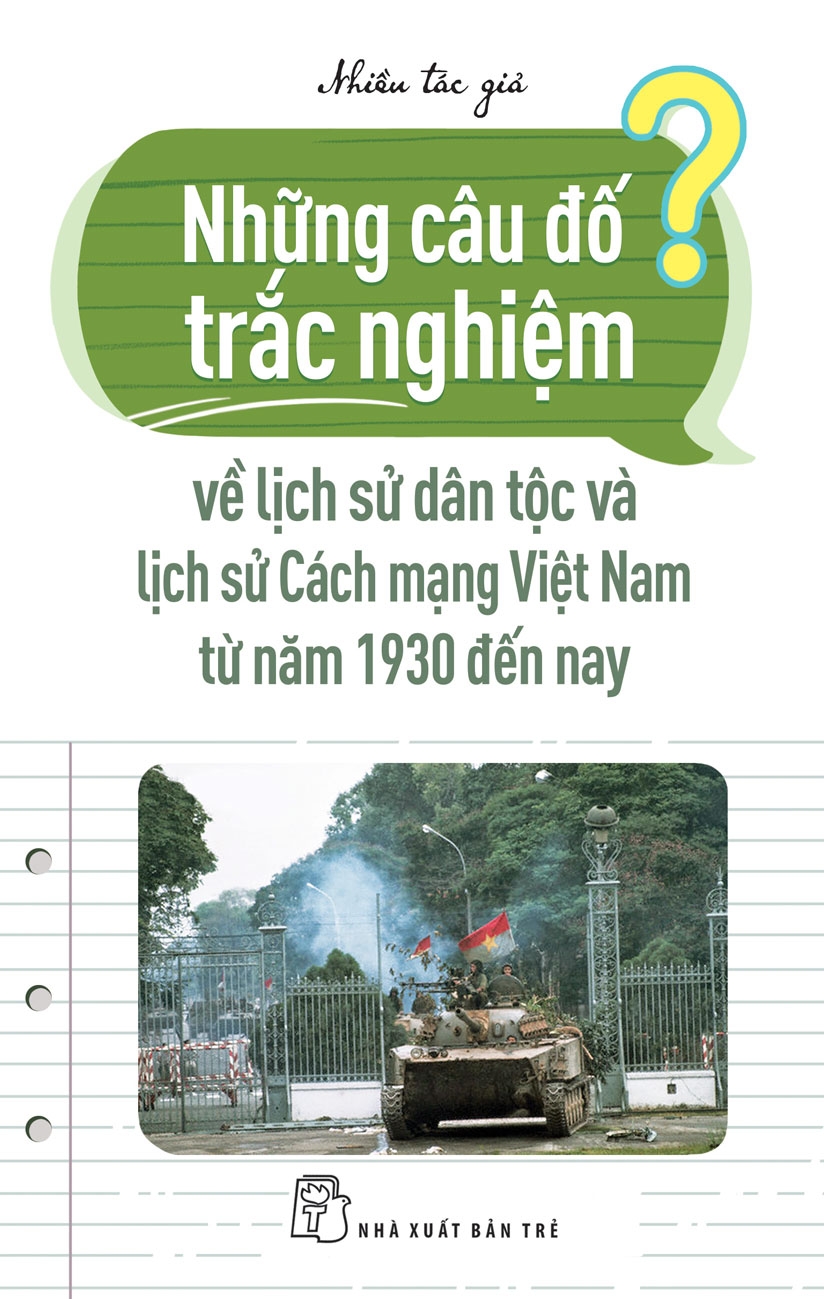 Nhiều tác giả
Những câu đố
trắc nghiệm
?
về lịch sử dân tộc và
lịch sử Cách mạng Việt Nam
từ năm 1930 đến nay
T
NHÀ XUẤT BẢN TRẺ